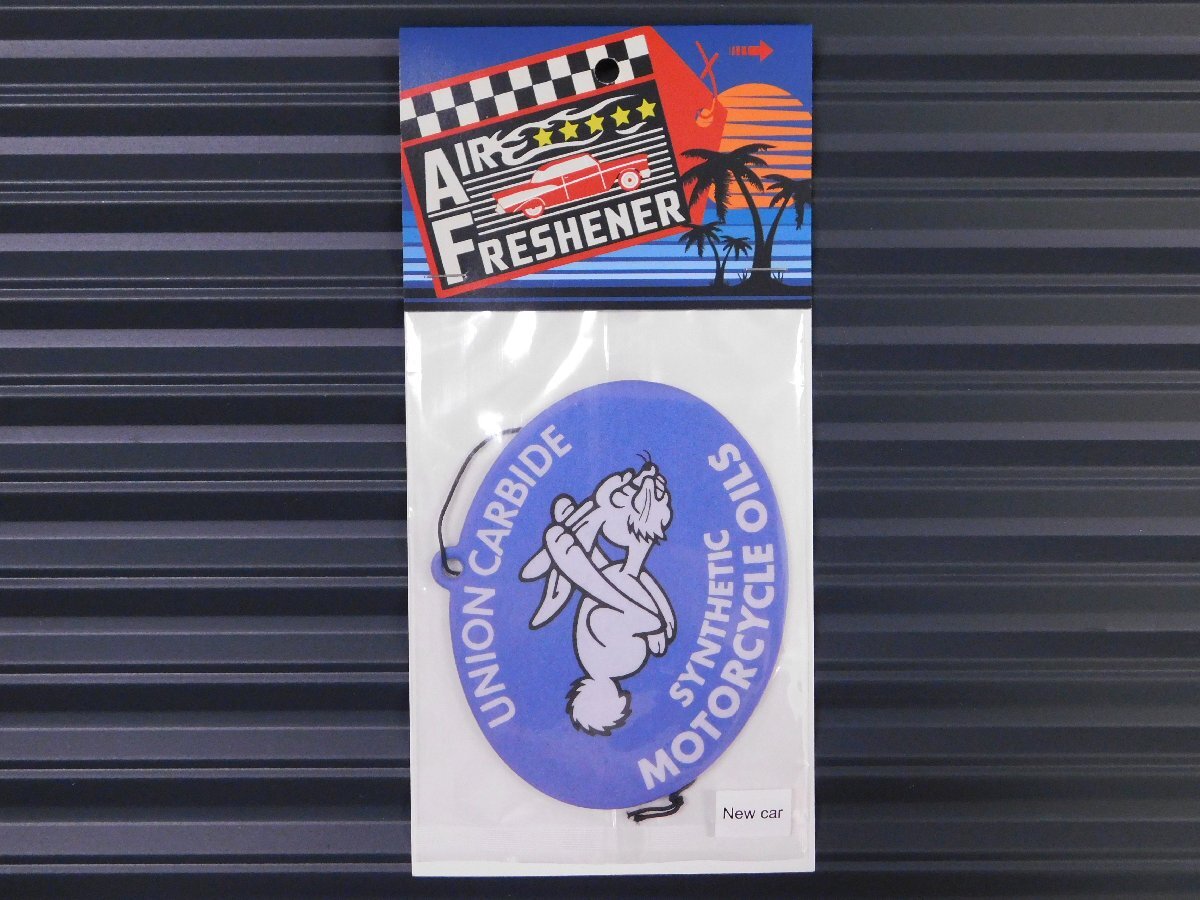 AIR
FRESHENER
UNION CARBIDE
SYNTHETIC
MOTORCYCLE OILS
New car